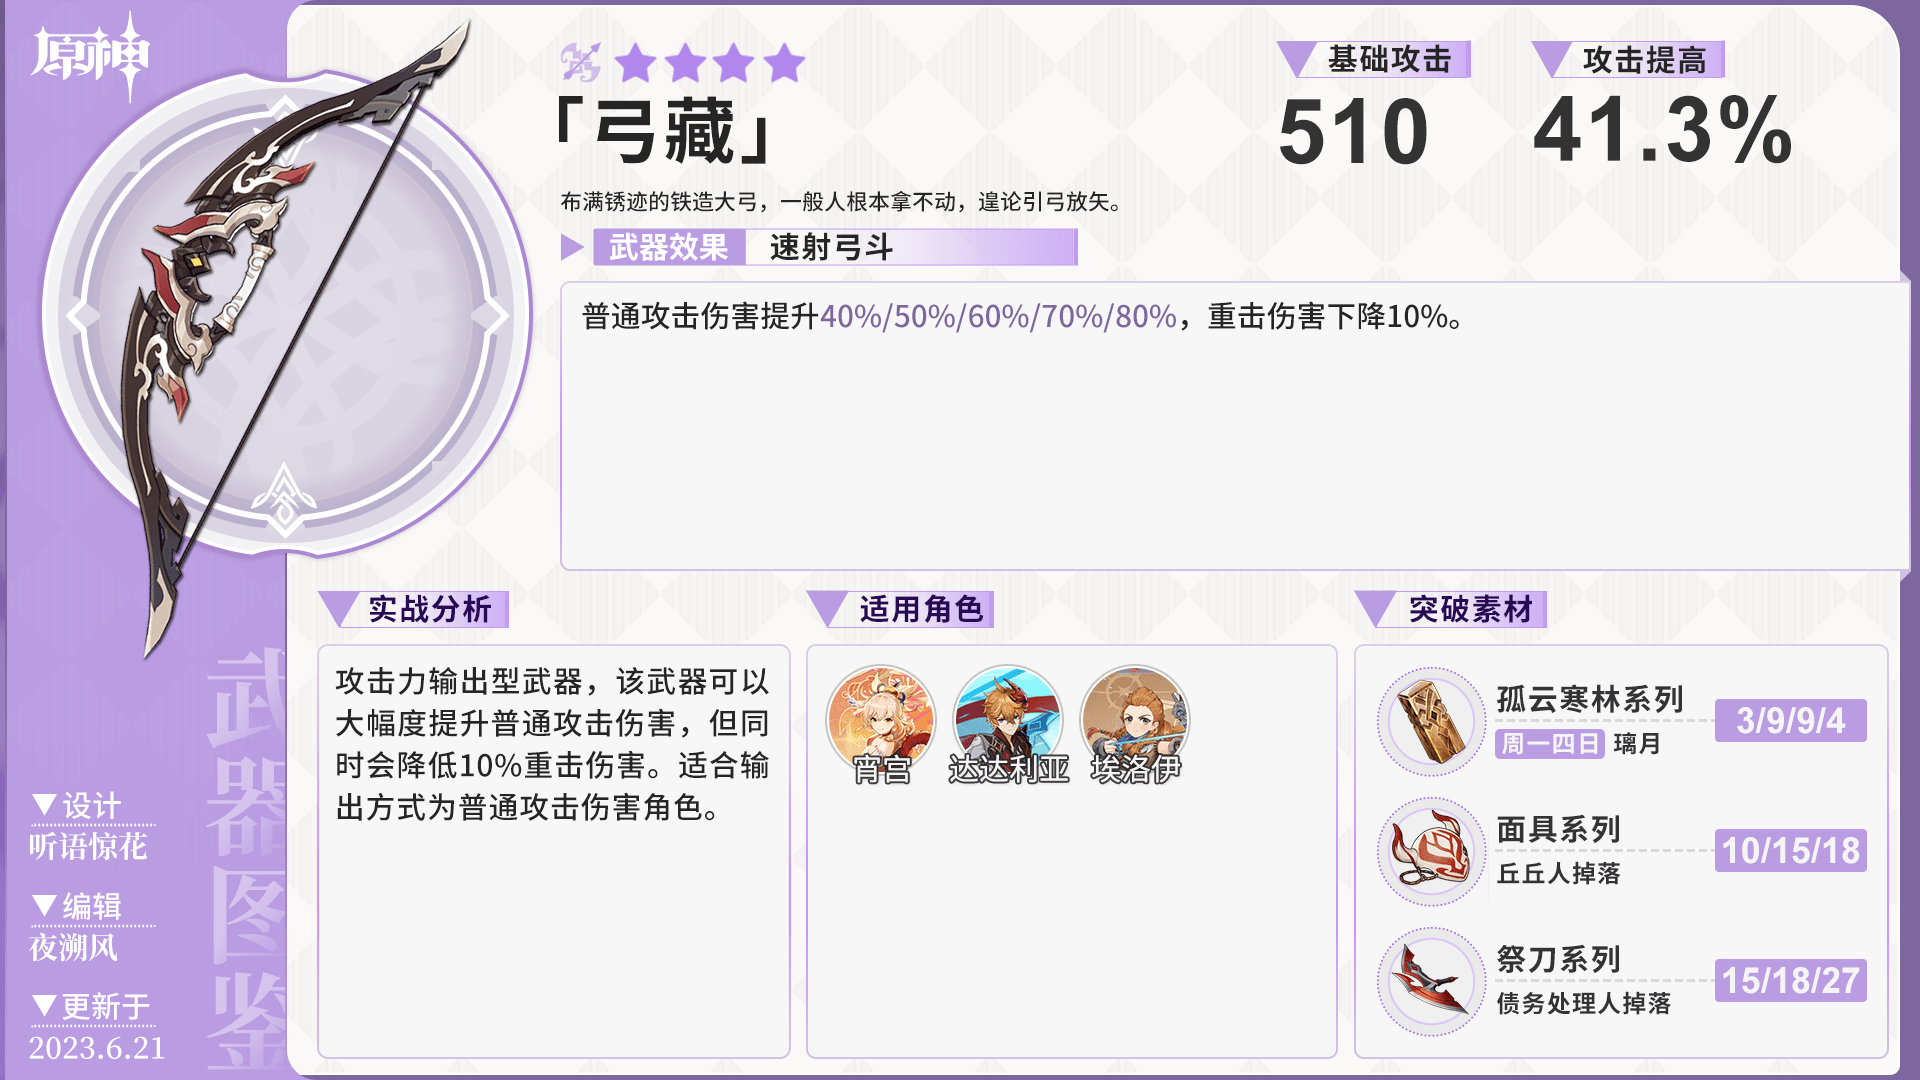 原神
「弓藏」
基础攻击
510
攻击提高
41.3%
布满锈迹的铁造大弓，一般人根本拿不动，遑论引弓放矢。
武器效果
速射弓斗
普通攻击伤害提升40%/50%/60%/70%/80%，重击伤害下降10%。
实战分析
攻击力输出型武器，该武器可以
大幅度提升普通攻击伤害，但同
时会降低10%重击伤害。适合输
出方式为普通攻击伤害角色。
适用角色
宵宫
达达利亚
埃洛伊
突破素材
孤云寒林系列
周一四日 璃月
3/9/9/4
面具系列
丘丘人掉落
10/15/18
祭刀系列
债务处理人掉落
15/18/27
武器图鉴
▼设计
听语惊花
▼编辑
夜溯风
▼更新于
2023.6.21